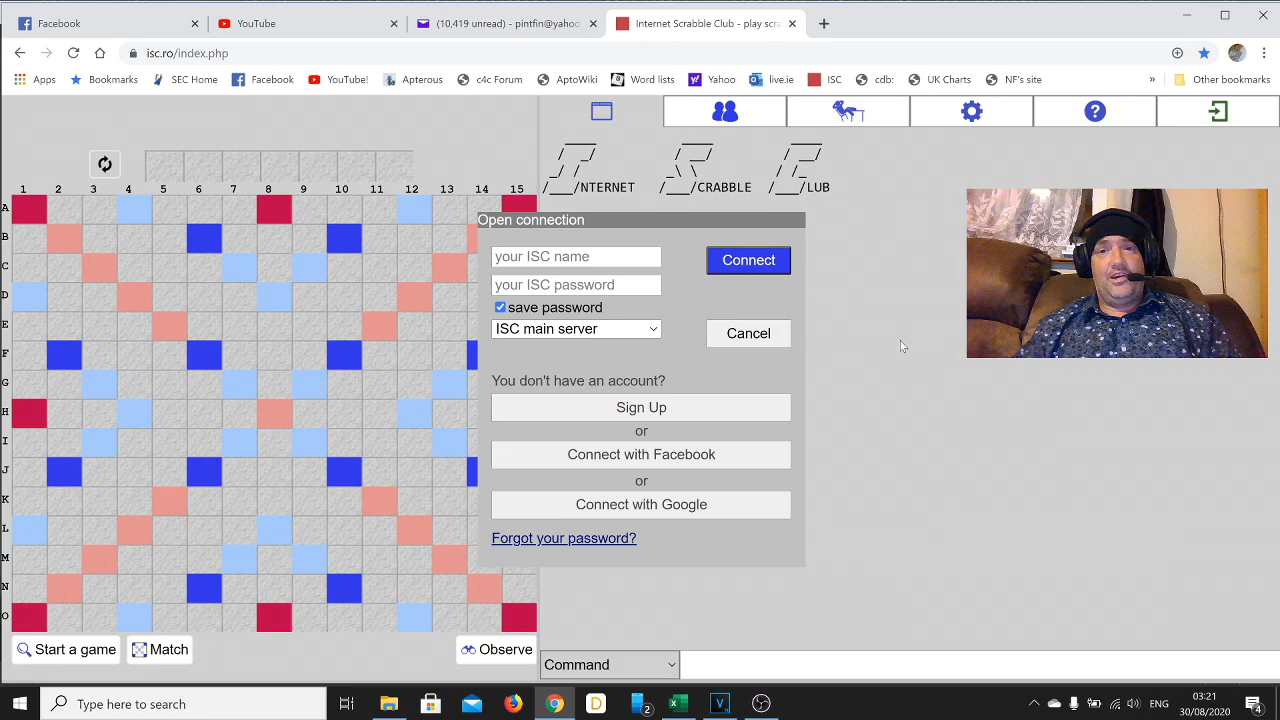 Facebook
YouTube
(10,419 unread) - pintfin@yahoo
Internet Scrabble Club - play scra
isc.ro/index.php
Apps
Bookmarks
SEC Home
Facebook
YouTube!
Apterous
c4c Forum
AptoWiki
Word lists
Yahoo
live.ie
ISC
cdb:
UK Charts
NF's site
»
Other bookmarks
/NTERNET
/CRABBLE
/LUB
1 2 3 4 5 6 7 8 9 10 11 12 13 14 15
A
B
C
D
E
F
G
H
I
J
K
L
M
N
O
Open connection
your ISC name
Connect
your ISC password
save password
ISC main server
Cancel
You don't have an account?
Sign Up
or
Connect with Facebook
or
Connect with Google
Forgot your password?
Start a game
Match
Observe
Command
Type here to search
2
ENG
03:21
30/08/2020
4